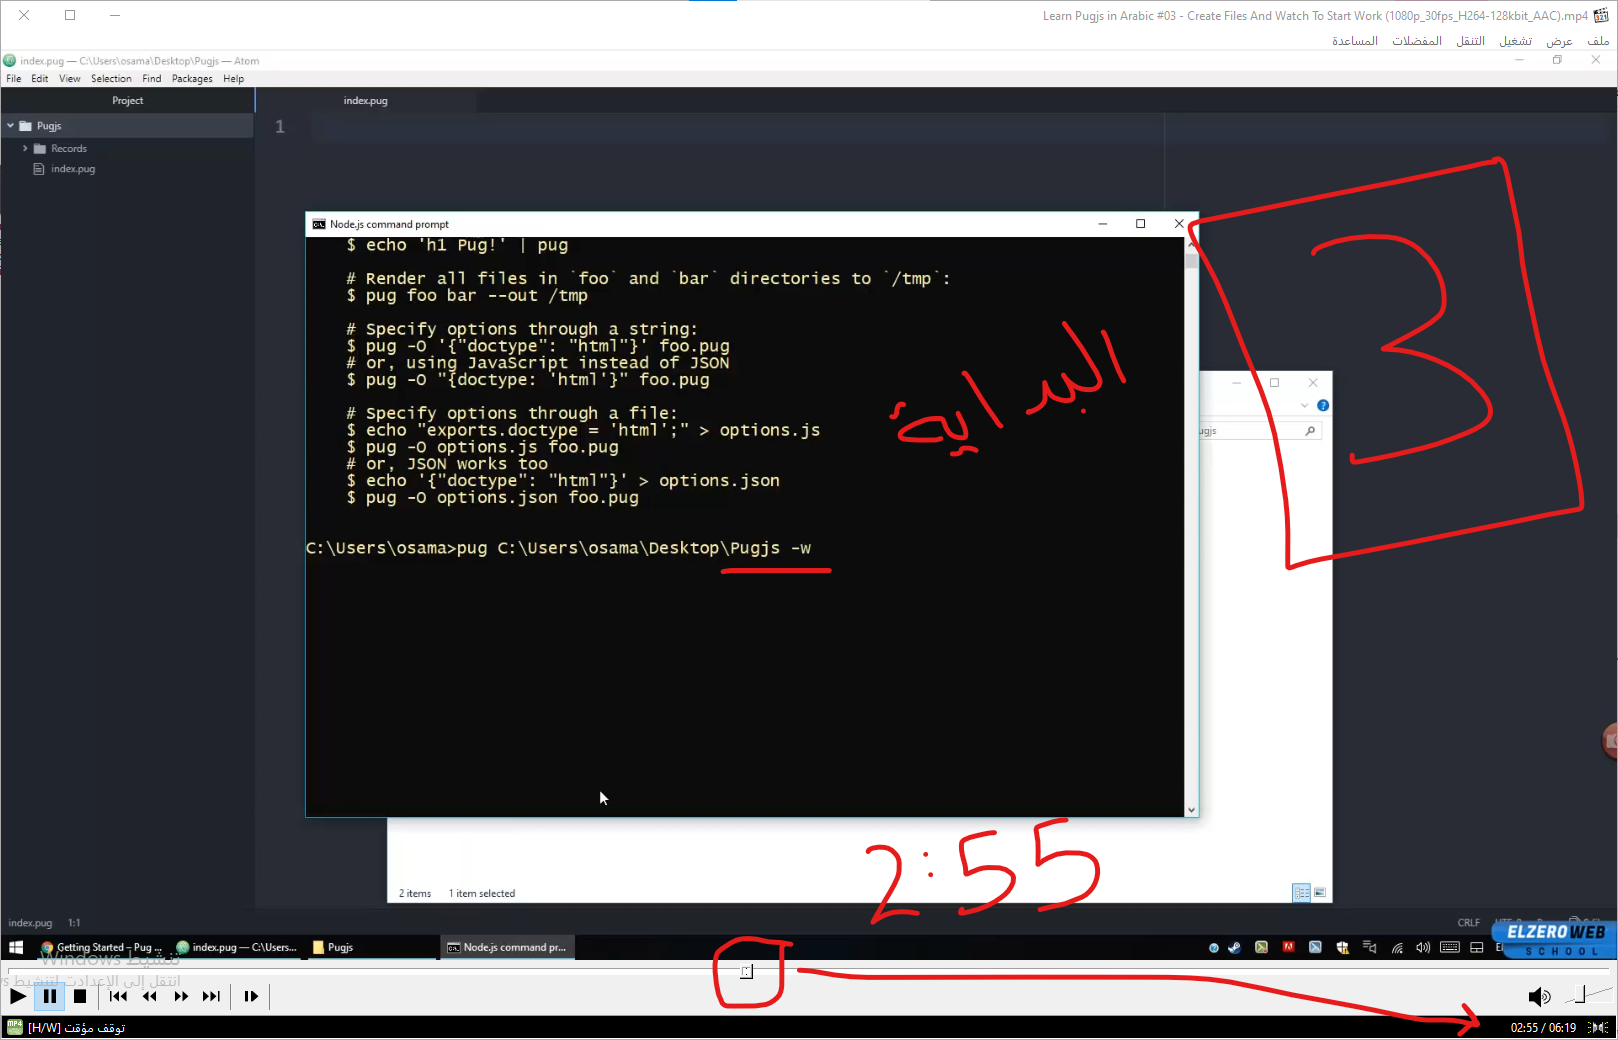 Learn Pugjs in Arabic #03 - Create Files And Watch To Start Work (1080p_30fps_H264-128kbit_AAC).mp4
ملف عرض تشغيل التنقل المفضلات المساعدة
index.pug — C:\Users\osama\Desktop\Pugjs — Atom
File Edit View Selection Find Packages Help
Project
index.pug
Pugjs
Records
index.pug
1
Node.js command prompt
$ echo 'h1 Pug!' | pug
# Render all files in `foo` and `bar` directories to `/tmp`:
$ pug foo bar --out /tmp
# Specify options through a string:
$ pug -O '{"doctype": "html"}' foo.pug
# or, using JavaScript instead of JSON
$ pug -O "{doctype: 'html'}" foo.pug
# Specify options through a file:
$ echo "exports.doctype = 'html';" > options.js
$ pug -O options.js foo.pug
# or, JSON works too
$ echo '{"doctype": "html"}' > options.json
$ pug -O options.json foo.pug
C:\Users\osama>pug C:\Users\osama\Desktop\Pugjs -w
البداية
3
2:55
2 items 1 item selected
index.pug 1:1
CRLF
Getting Started – Pug ...
index.pug — C:\Users...
Pugjs
Node.js command pr...
ELZEROWEB
SCHOOL
تنشيط Windows
انتقل إلى الإعدادات لتنشيط
توقف مؤقت [H/W]
02:55 / 06:19